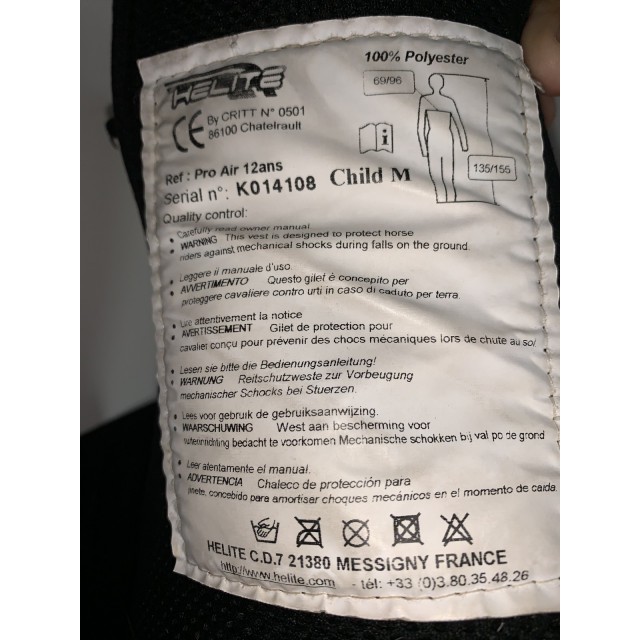 HELITE
100% Polyester
69/96
By CRITT N° 0501
86100 Chatelrault
i
135/156
Ref : Pro Air 12ans
Serial n°: K014108 Child M
Quality control:
• Carefully read owner manual
• WARNING This vest is designed to protect horse
riders against mechanical shocks during falls on the ground.
• Leggere il manuale d'uso.
• AVVERTIMENTO Questo gilet è concepito per
proteggere cavaliere contro urti in caso di caduto per terra.
• Lire attentivement la notice
• AVERTISSEMENT Gilet de protection pour
cavalier conçu pour prévenir des chocs mécaniques lors de chute au sol
• Lesen sie bitte die Bedienungsanleitung!
• WARNUNG Reitschutzweste zur Vorbeugung
mechanischer Schocks bei Stuerzen.
• Lees voor gebruik de gebruiksaanwijzing.
• WAARSCHUWING West aan bescherming voor
bedacht te voorkomen Mechanische schokken bij val po de grond
• Leer atentamente el manual.
• ADVERTENCIA Chaleco de protección para
concebido para amortiser choques mecánicos en el momento de caida.
HELITE C.D.7 21380 MESSIGNY FRANCE
http://www.helite.com - tél: +33 (0)3.80.35.48.26